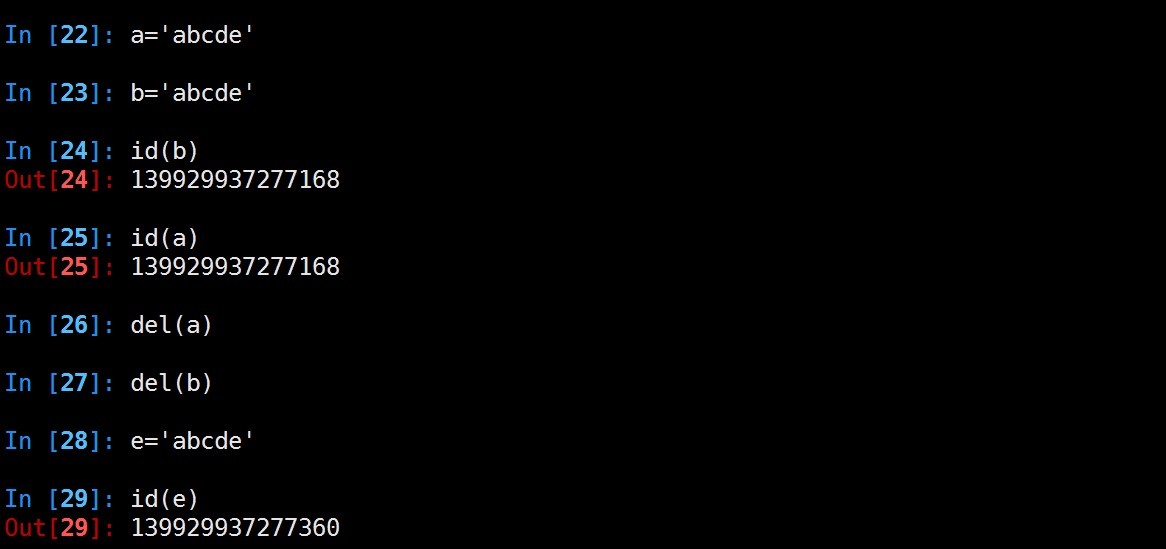 In [22]: a='abcde'
In [23]: b='abcde'
In [24]: id(b)
Out[24]: 139929937277168
In [25]: id(a)
Out[25]: 139929937277168
In [26]: del(a)
In [27]: del(b)
In [28]: e='abcde'
In [29]: id(e)
Out[29]: 139929937277360